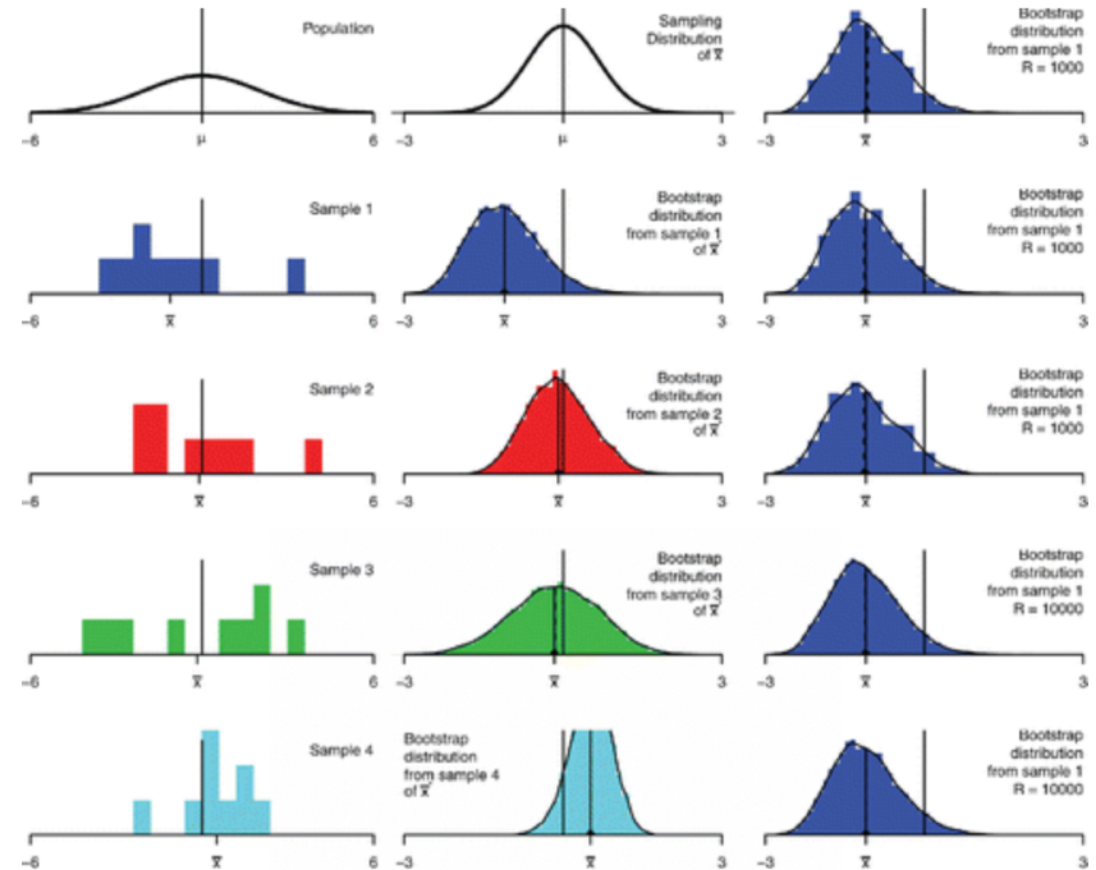 Population
-6 μ 6
Sampling
Distribution
of x̄
-3 μ 3
Bootstrap
distribution
from sample 1
R = 1000
-3 x̄ 3
Sample 1
-6 x̄ 6
Bootstrap
distribution
from sample 1
of x̄
-3 x̄ 3
Bootstrap
distribution
from sample 1
R = 1000
-3 x̄ 3
Sample 2
-6 x̄ 6
Bootstrap
distribution
from sample 2
of x̄
-3 x̄ 3
Bootstrap
distribution
from sample 1
R = 1000
-3 x̄ 3
Sample 3
-6 x̄ 6
Bootstrap
distribution
from sample 3
of x̄
-3 x̄ 3
Bootstrap
distribution
from sample 1
R = 10000
-3 x̄ 3
Sample 4
-6 x̄ 6
Bootstrap
distribution
from sample 4
of x̄
-3 x̄ 3
Bootstrap
distribution
from sample 1
R = 10000
-3 x̄ 3